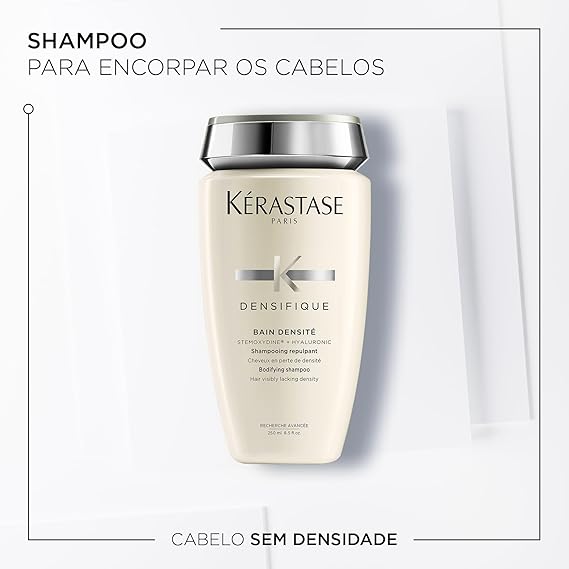 SHAMPOO
PARA ENCORPAR OS CABELOS
KÉRASTASE
PARIS
K
DENSIFIQUE
BAIN DENSITÉ
STEMOXYDINE® + HYALURONIC
Shampooing repulpant
Cheveux en perte de densité
Bodifying shampoo
Hair visibly lacking density
RECHERCHE AVANCÉE
250 ml 8.5 fl.oz.
CABELO SEM DENSIDADE